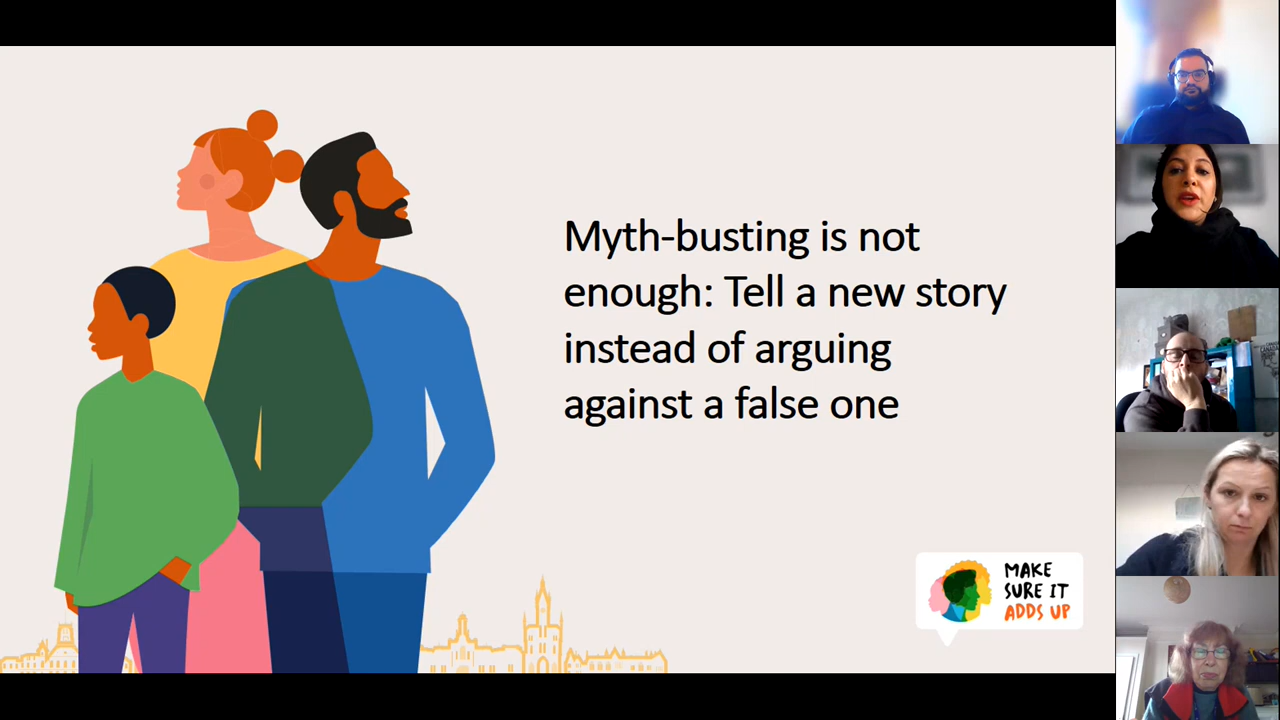 Myth-busting is not
enough: Tell a new story
instead of arguing
against a false one
MAKE
SURE IT
ADDS UP